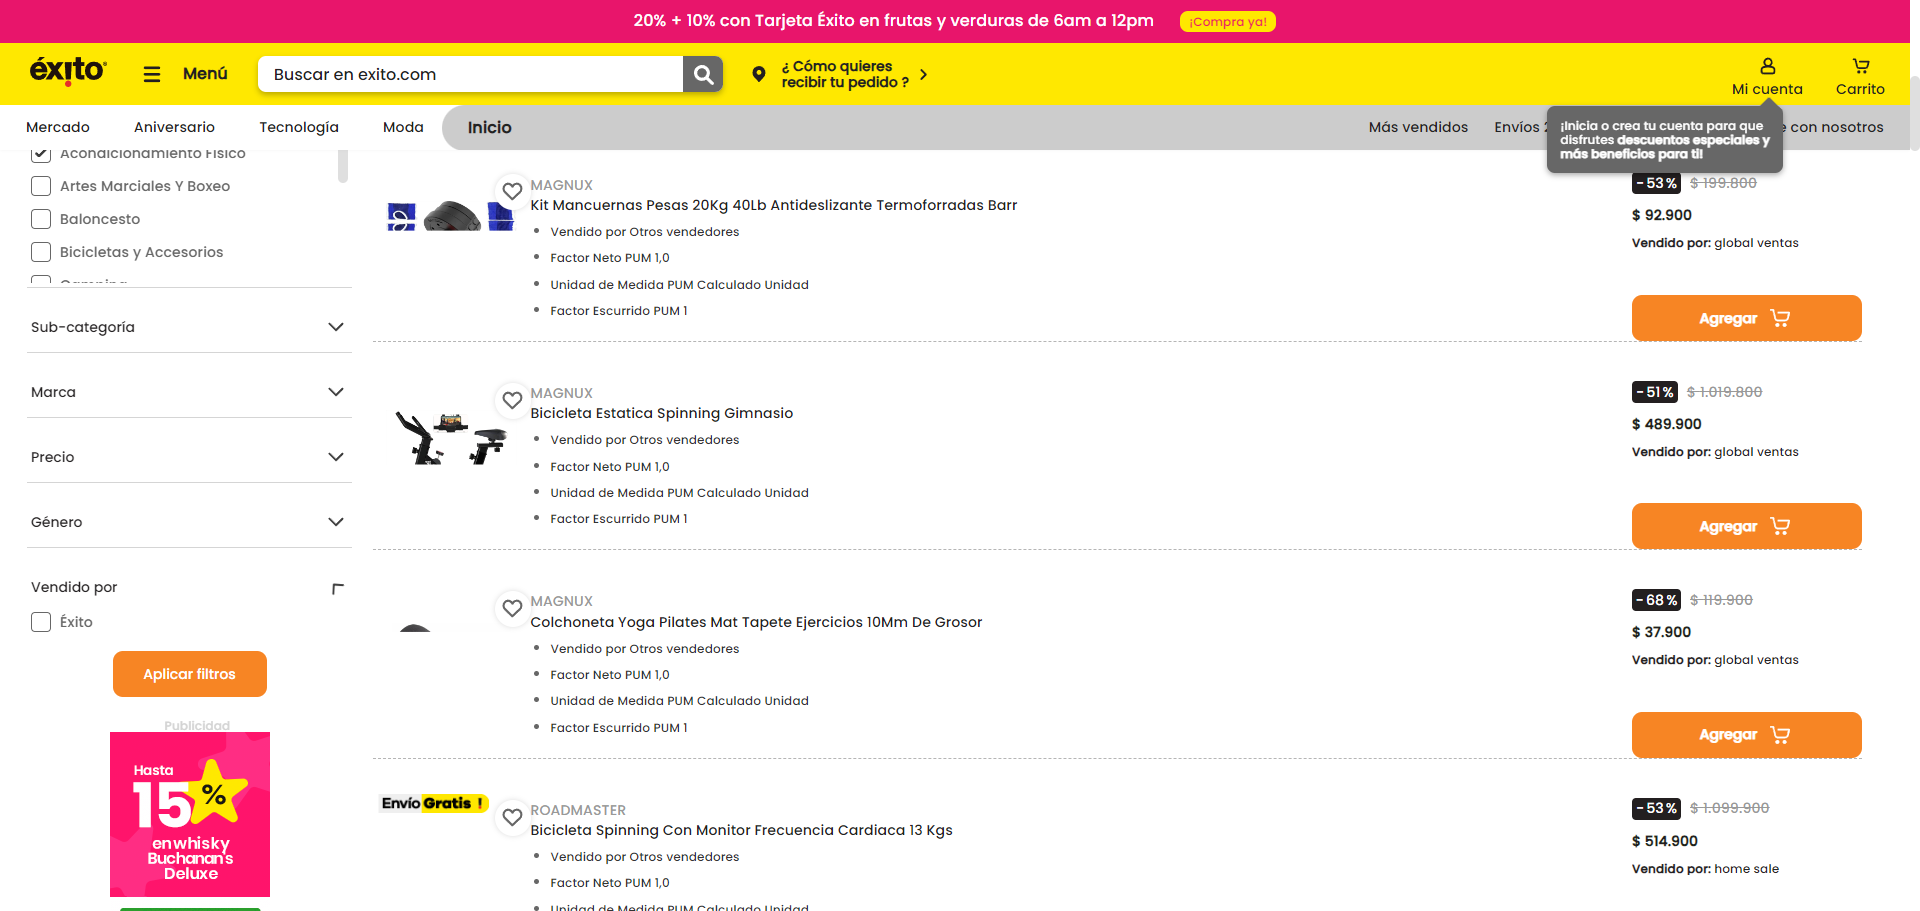 20% + 10% con Tarjeta Éxito en frutas y verduras de 6am a 12pm
¡Compra ya!
éxito
Menú
Buscar en exito.com
¿ Cómo quieres
recibir tu pedido ?
Mi cuenta
Carrito
Mercado
Aniversario
Tecnología
Moda
Inicio
Más vendidos
Envíos
e con nosotros
¡Inicia o crea tu cuenta para que
disfrutes descuentos especiales y
más beneficios para ti!
Acondicionamiento Físico
Artes Marciales Y Boxeo
Baloncesto
Bicicletas y Accesorios
Sub-categoría
Marca
Precio
Género
Vendido por
Éxito
Aplicar filtros
Publicidad
Hasta
15%
en whisky
Buchanan's
Deluxe
MAGNUX
Kit Mancuernas Pesas 20Kg 40Lb Antideslizante Termoforradas Barr
Vendido por Otros vendedores
Factor Neto PUM 1,0
Unidad de Medida PUM Calculado Unidad
Factor Escurrido PUM 1
- 53 % $ 199.800
$ 92.900
Vendido por: global ventas
Agregar
MAGNUX
Bicicleta Estatica Spinning Gimnasio
Vendido por Otros vendedores
Factor Neto PUM 1,0
Unidad de Medida PUM Calculado Unidad
Factor Escurrido PUM 1
- 51 % $ 1.019.800
$ 489.900
Vendido por: global ventas
Agregar
MAGNUX
Colchoneta Yoga Pilates Mat Tapete Ejercicios 10Mm De Grosor
Vendido por Otros vendedores
Factor Neto PUM 1,0
Unidad de Medida PUM Calculado Unidad
Factor Escurrido PUM 1
- 68 % $ 119.900
$ 37.900
Vendido por: global ventas
Agregar
Envío Gratis !
ROADMASTER
Bicicleta Spinning Con Monitor Frecuencia Cardiaca 13 Kgs
Vendido por Otros vendedores
Factor Neto PUM 1,0
Unidad de Medida PUM Calculado Unidad
- 53 % $ 1.099.900
$ 514.900
Vendido por: home sale